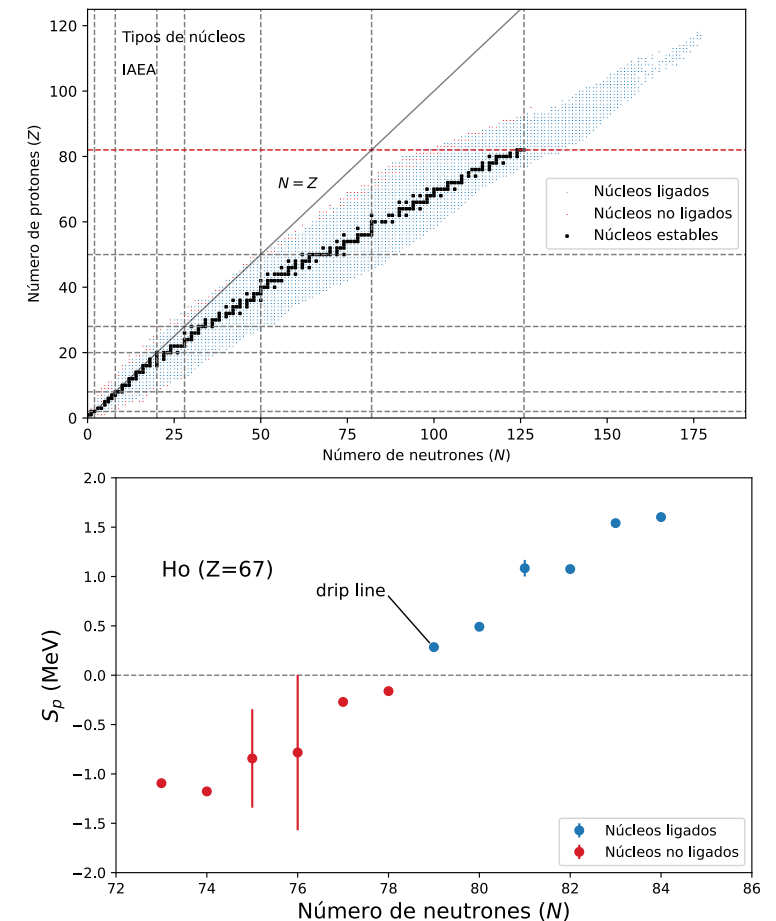 120
100
80
60
40
20
0
Número de protones (Z)
Tipos de núcleos
IAEA
N = Z
Núcleos ligados
Núcleos no ligados
Núcleos estables
0 25 50 75 100 125 150 175
Número de neutrones (N)
2.0
1.5
1.0
0.5
0.0
−0.5
−1.0
−1.5
−2.0
Sₚ (MeV)
Ho (Z=67)
drip line
Núcleos ligados
Núcleos no ligados
72 74 76 78 80 82 84 86
Número de neutrones (N)